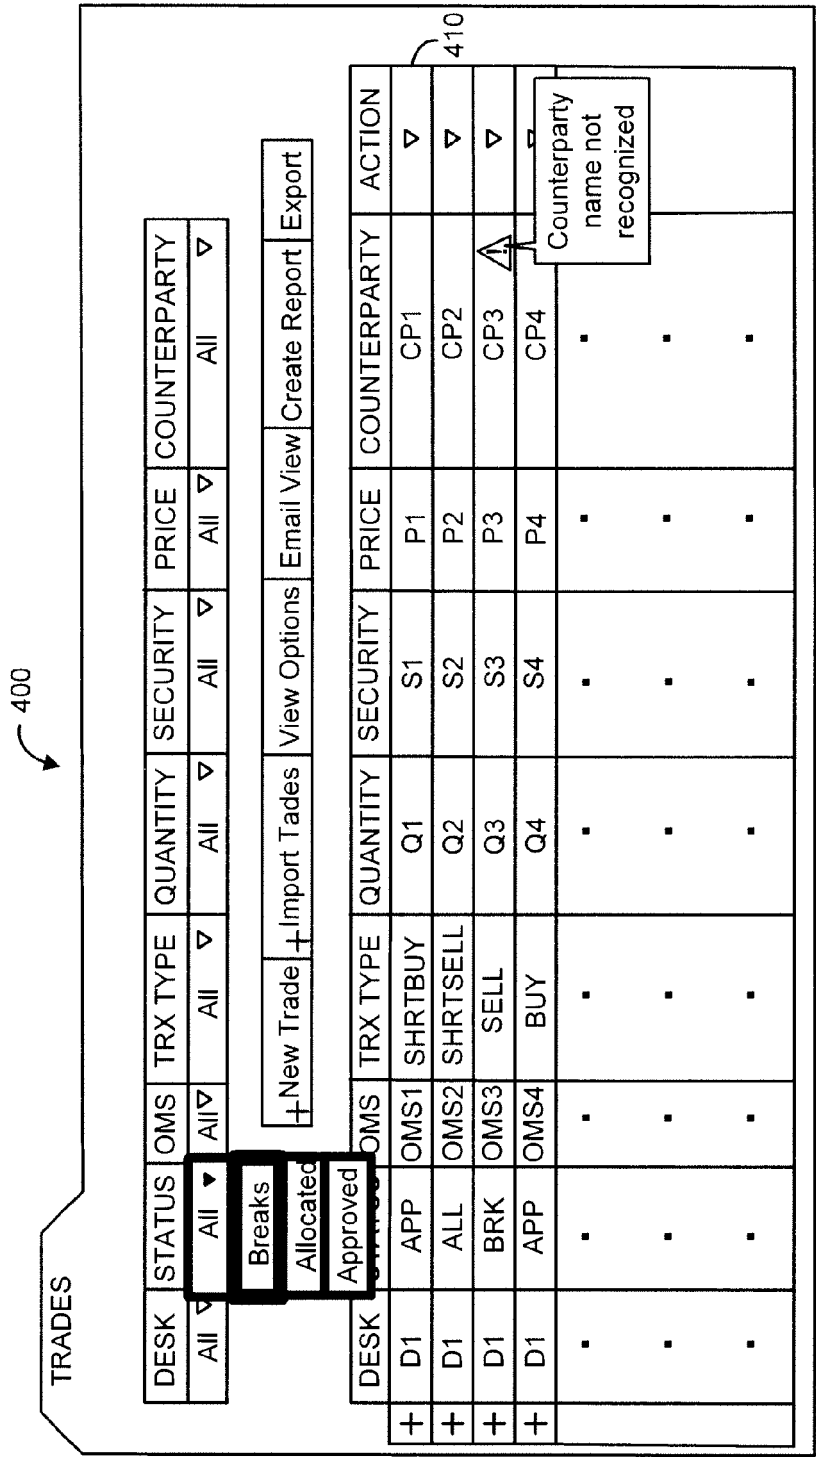 400
TRADES
DESK STATUS OMS TRX TYPE QUANTITY SECURITY PRICE COUNTERPARTY
All All All All All All All All
Breaks
Allocated
Approved
+New Trade +Import Tades View Options Email View Create Report Export
DESK OMS TRX TYPE QUANTITY SECURITY PRICE COUNTERPARTY ACTION
+ D1 APP OMS1 SHRTBUY Q1 S1 P1 CP1
410
+ D1 ALL OMS2 SHRTSELL Q2 S2 P2 CP2
+ D1 BRK OMS3 SELL Q3 S3 P3 CP3 !
+ D1 APP OMS4 BUY Q4 S4 P4 CP4
Counterparty
name not
recognized